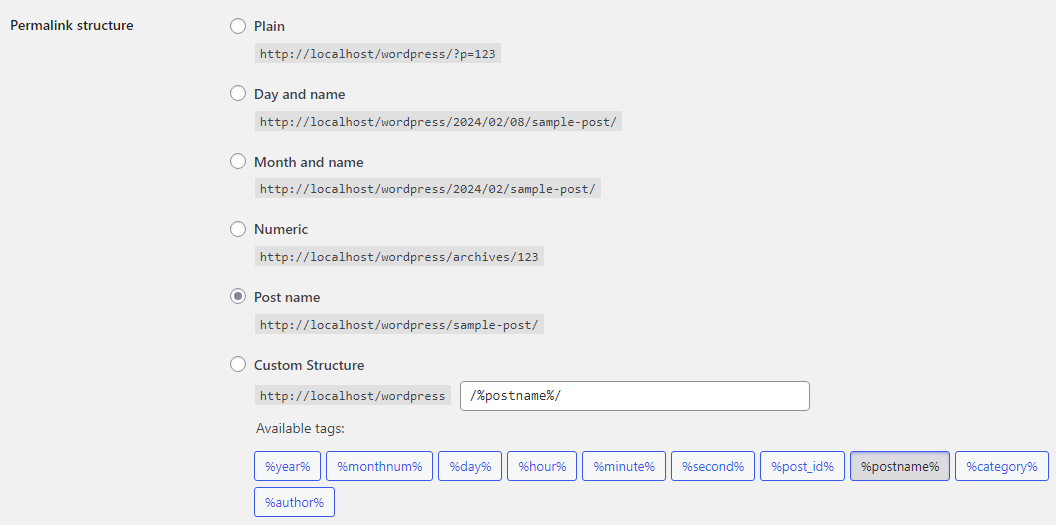 Permalink structure
Plain
http://localhost/wordpress/?p=123
Day and name
http://localhost/wordpress/2024/02/08/sample-post/
Month and name
http://localhost/wordpress/2024/02/sample-post/
Numeric
http://localhost/wordpress/archives/123
Post name
http://localhost/wordpress/sample-post/
Custom Structure
http://localhost/wordpress /%postname%/
Available tags:
%year% %monthnum% %day% %hour% %minute% %second% %post_id% %postname% %category%
%author%